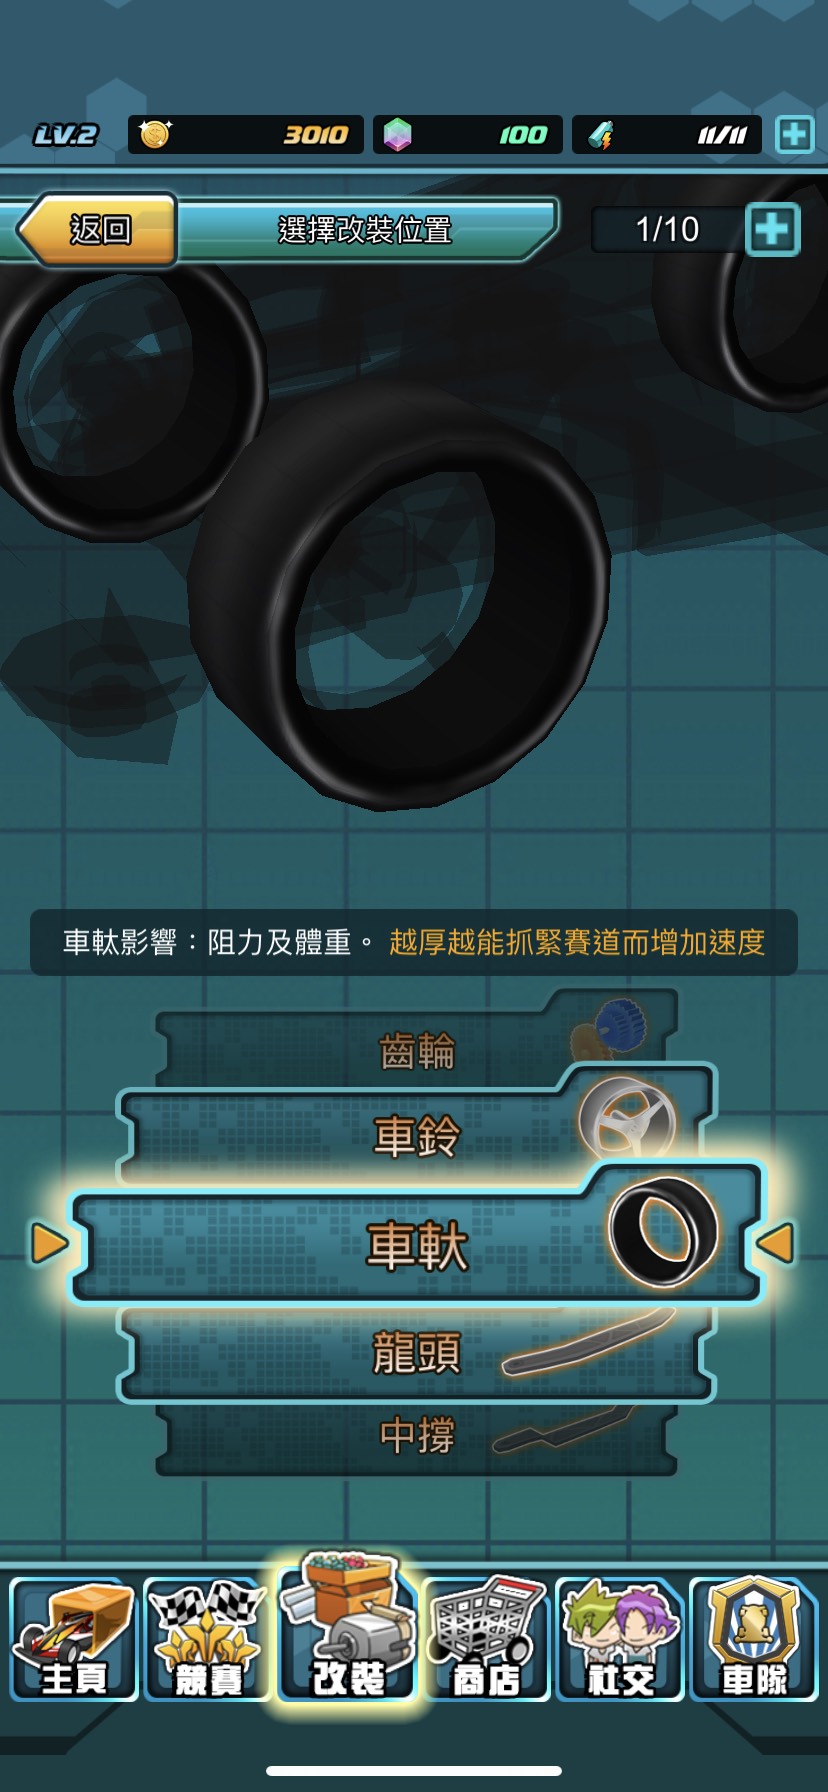 LV.2
3010
100
11/11
返回
選擇改裝位置
1/10
車軚影響：阻力及體重。 越厚越能抓緊賽道而增加速度
齒輪
車鈴
車軚
龍頭
中撐
主頁
競賽
改裝
商店
社交
車隊